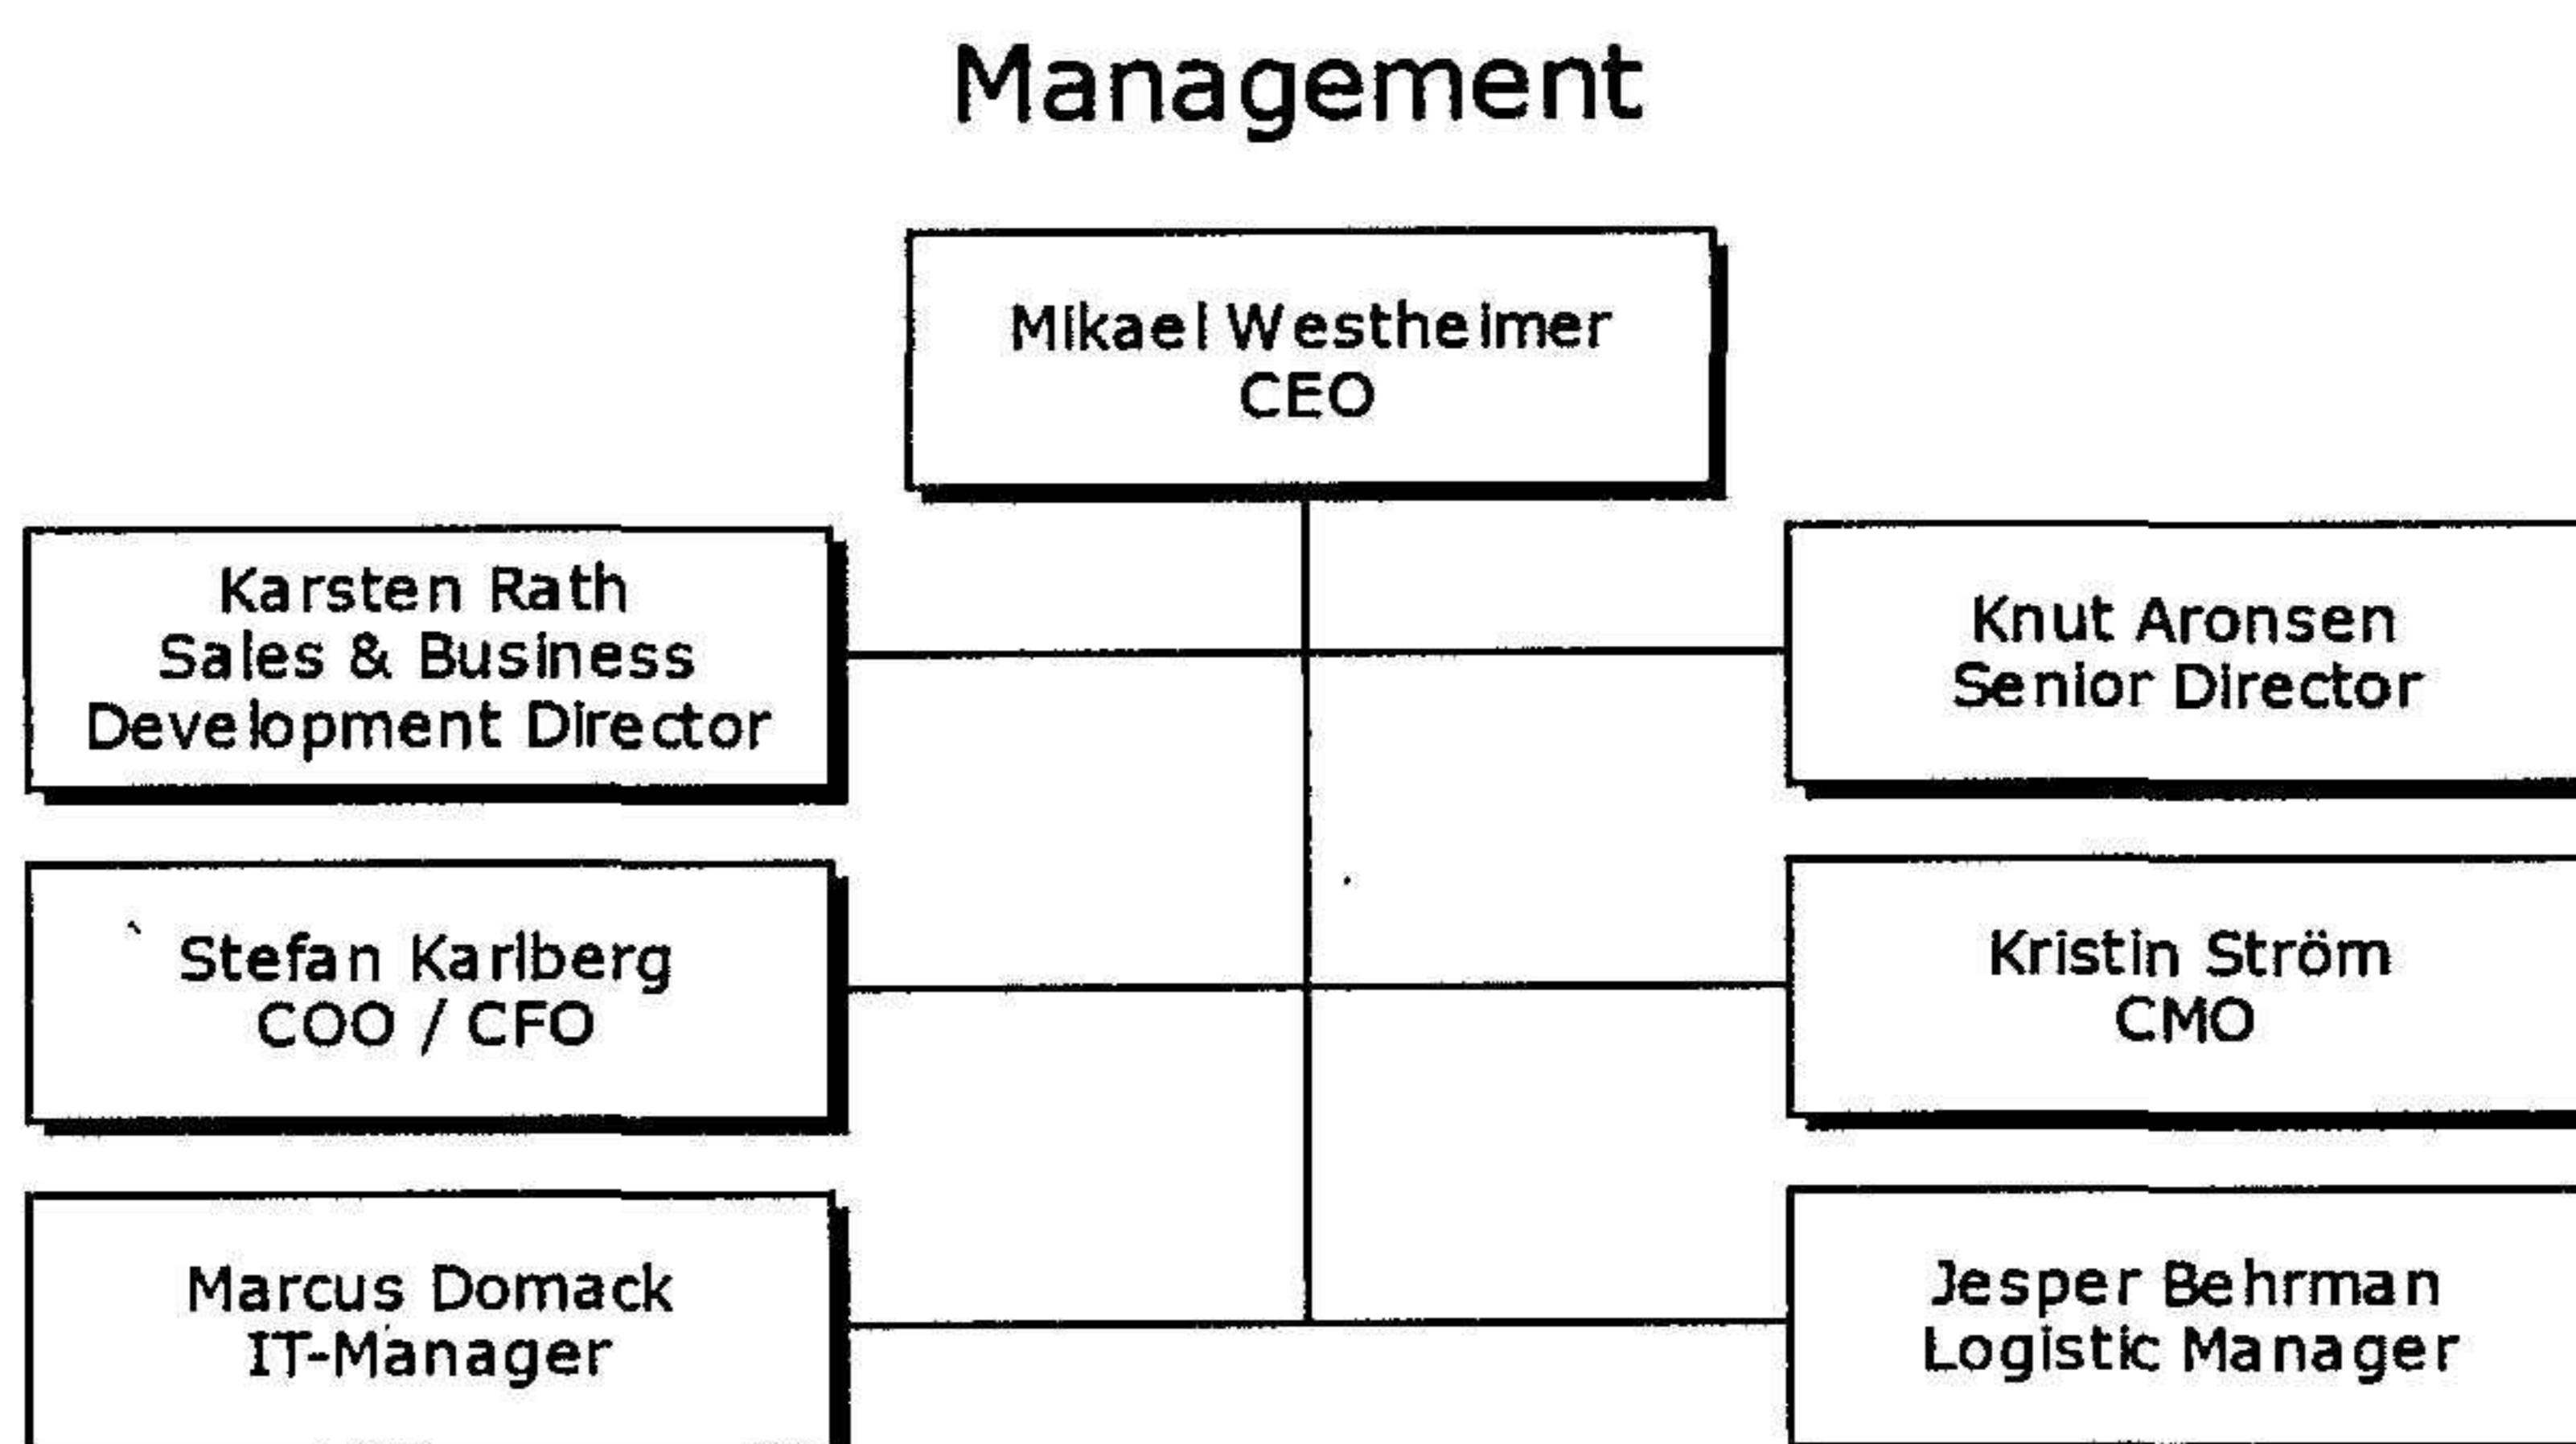 Management
Mikael Westheimer
CEO
Karsten Rath
Sales & Business
Development Director
Knut Aronsen
Senior Director
Stefan Karlberg
COO / CFO
Kristin Ström
CMO
Marcus Domack
IT-Manager
Jesper Behrman
Logistic Manager